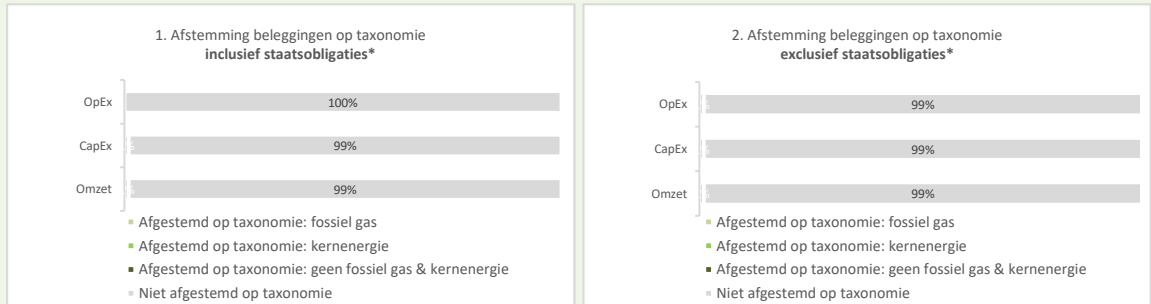 1. Afstemming beleggingen op taxonomie
inclusief staatsobligaties*
OpEx
100%
CapEx
99%
Omzet
99%
Afgestemd op taxonomie: fossiel gas
Afgestemd op taxonomie: kernenergie
Afgestemd op taxonomie: geen fossiel gas & kernenergie
Niet afgestemd op taxonomie
2. Afstemming beleggingen op taxonomie
exclusief staatsobligaties*
OpEx
99%
CapEx
99%
Omzet
99%
Afgestemd op taxonomie: fossiel gas
Afgestemd op taxonomie: kernenergie
Afgestemd op taxonomie: geen fossiel gas & kernenergie
Niet afgestemd op taxonomie